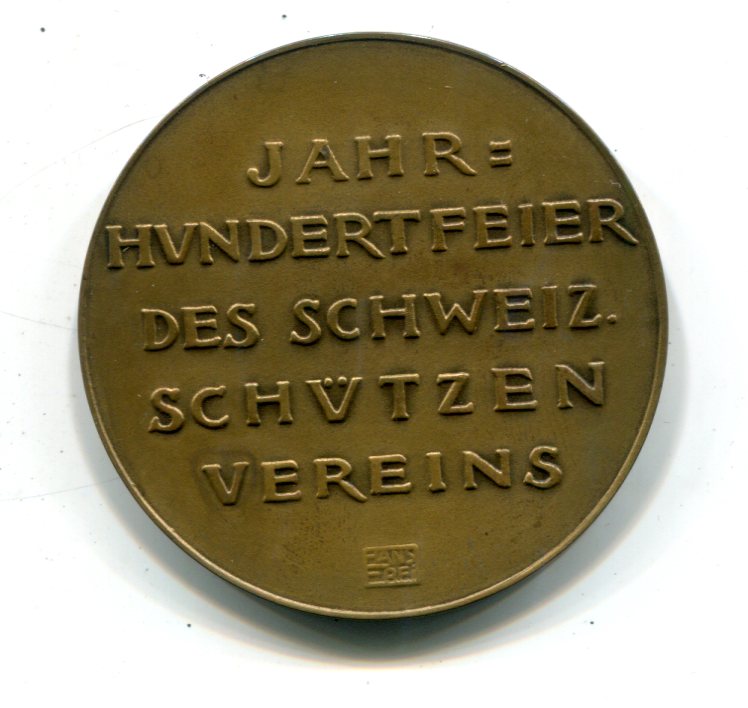 JAHR=
HVNDERTFEIER
DES SCHWEIZ.
SCHV̈TZEN
VEREINS
HANS
FREI